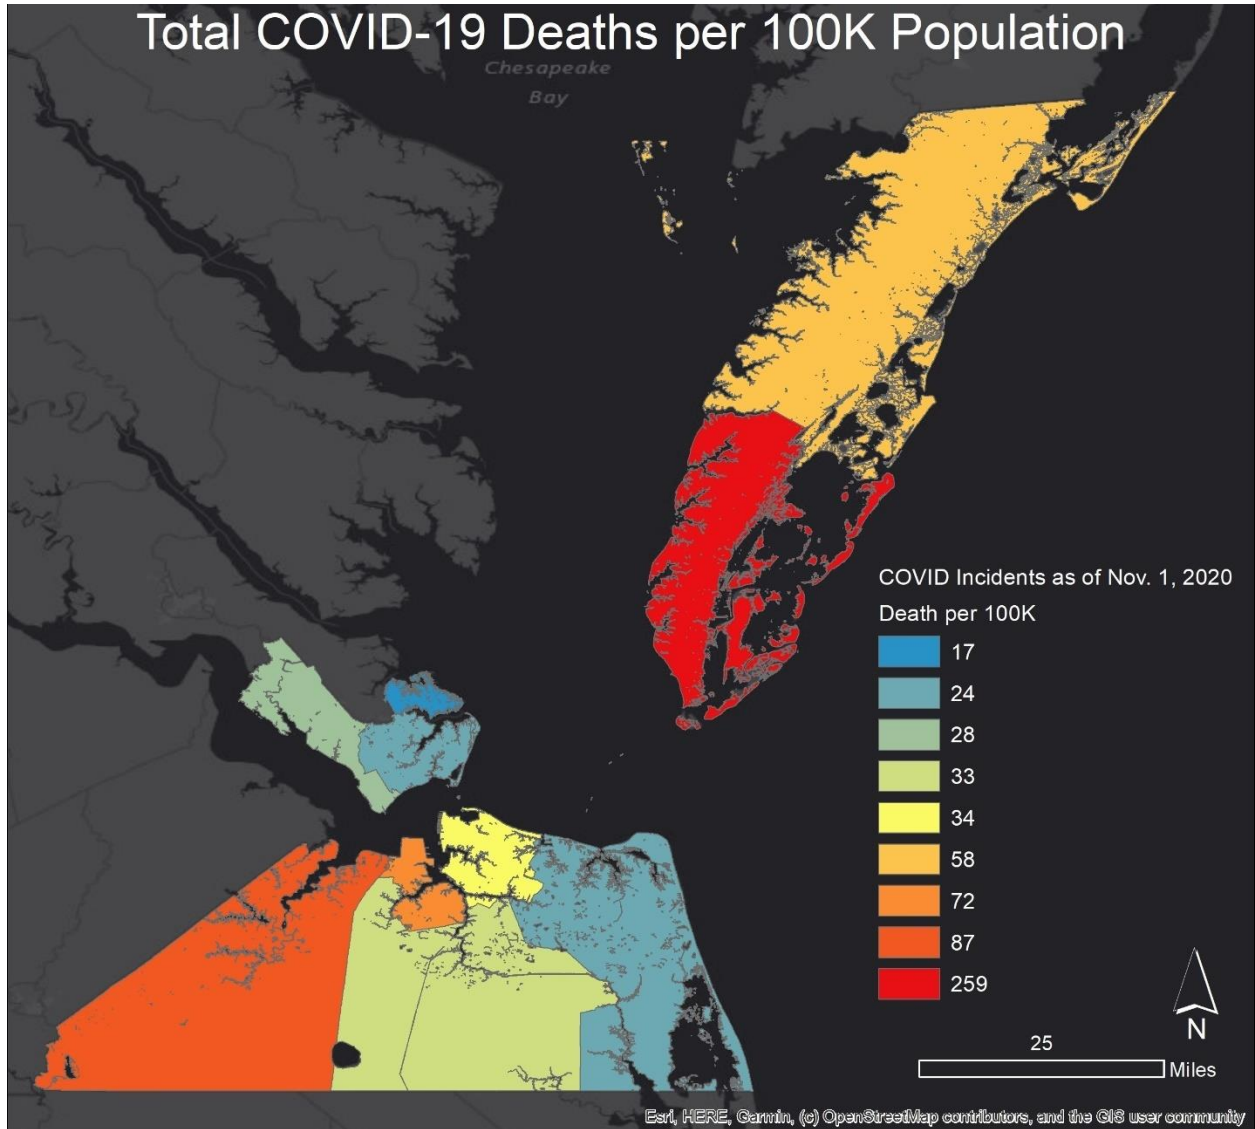 Total COVID-19 Deaths per 100K Population
Chesapeake
Bay
COVID Incidents as of Nov. 1, 2020
Death per 100K
17
24
28
33
34
58
72
87
259
N
25
Miles
Esri, HERE, Garmin, (c) OpenStreetMap contributors, and the GIS user community